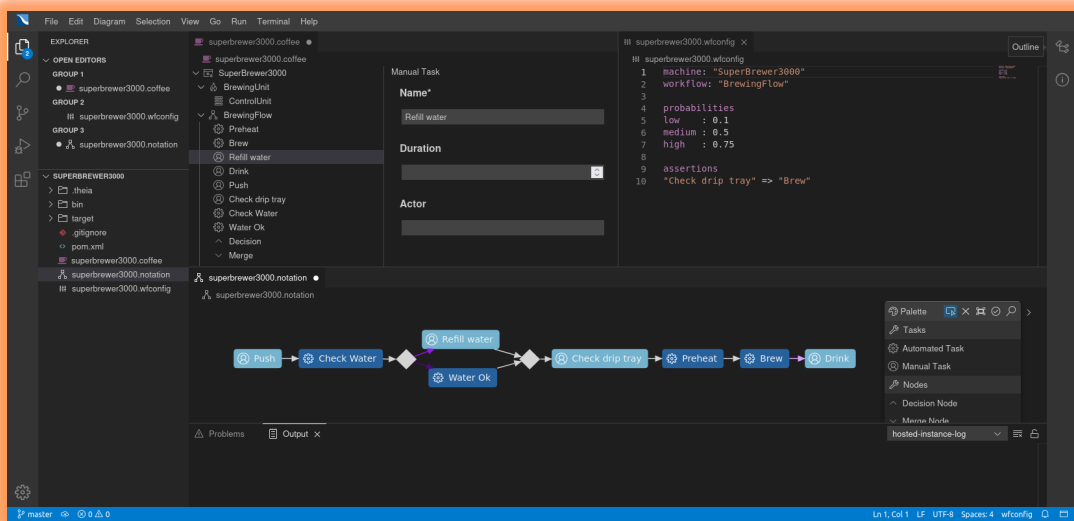 File Edit Diagram Selection View Go Run Terminal Help
EXPLORER
OPEN EDITORS
GROUP 1
superbrewer3000.coffee
GROUP 2
superbrewer3000.wfconfig
GROUP 3
superbrewer3000.notation
SUPERBREWER3000
.theia
bin
target
.gitignore
pom.xml
superbrewer3000.coffee
superbrewer3000.notation
superbrewer3000.wfconfig
2
superbrewer3000.coffee
superbrewer3000.coffee
SuperBrewer3000
BrewingUnit
ControlUnit
BrewingFlow
Preheat
Brew
Refill water
Drink
Push
Check drip tray
Check Water
Water Ok
Decision
Merge
Manual Task
Name*
Refill water
Duration
Actor
superbrewer3000.wfconfig
Outline
superbrewer3000.wfconfig
1 machine: "SuperBrewer3000"
2 workflow: "BrewingFlow"
3
4 probabilities
5 low : 0.1
6 medium : 0.5
7 high : 0.75
8
9 assertions
10 "Check drip tray" => "Brew"
superbrewer3000.notation
superbrewer3000.notation
Push
Check Water
Refill water
Water Ok
Check drip tray
Preheat
Brew
Drink
Palette
Tasks
Automated Task
Manual Task
Nodes
Decision Node
Merge Node
Problems
Output
hosted-instance-log
master
0
0
Ln 1, Col 1 LF UTF-8 Spaces: 4 wfconfig